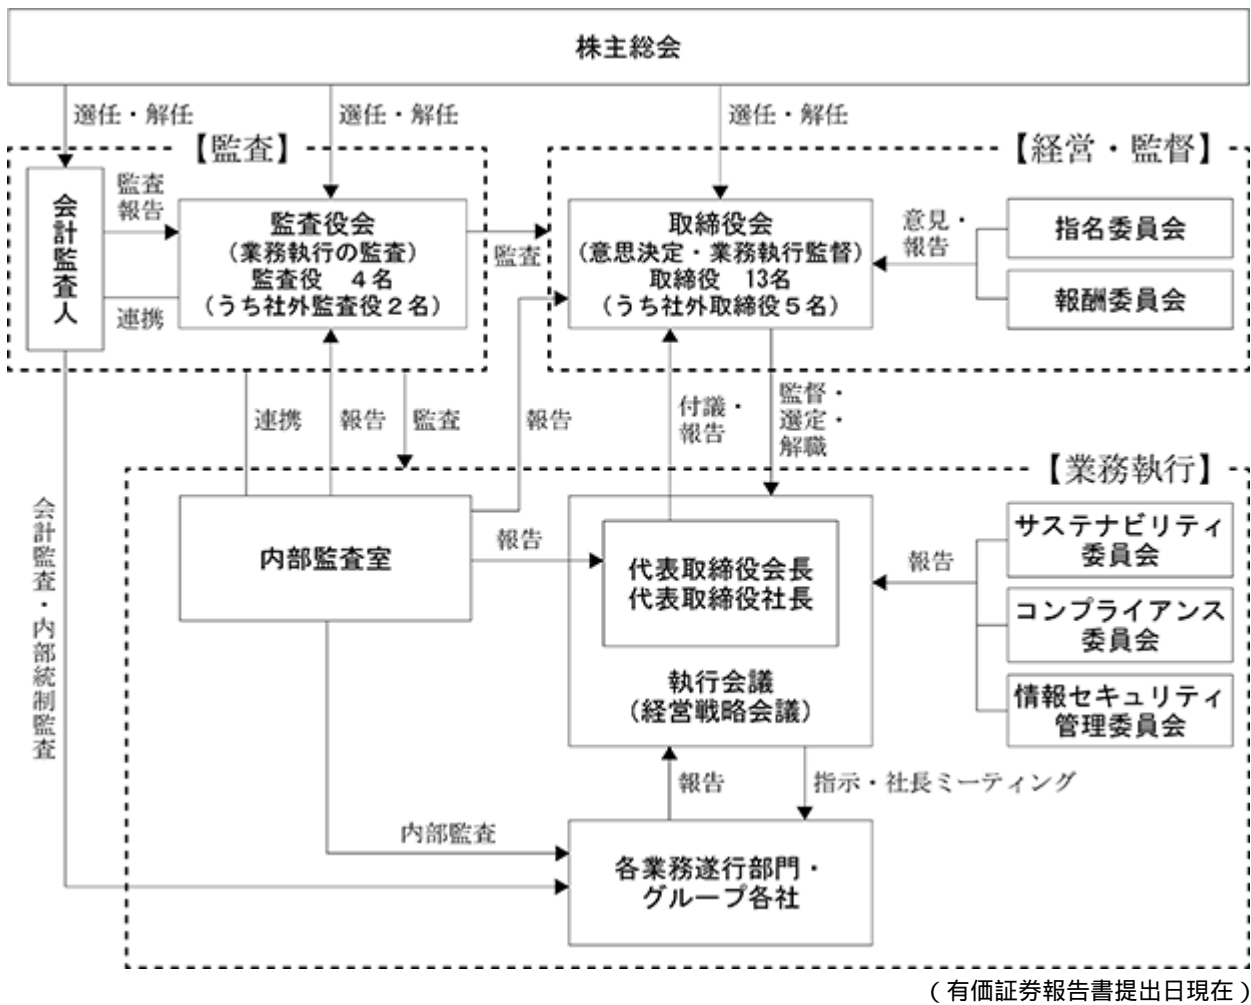 株主総会
選任・解任
選任・解任
選任・解任
【監査】
【経営・監督】
会計監査人
監査
報告
連携
監査役会
(業務執行の監査)
監査役 4名
(うち社外監査役2名)
監査
取締役会
(意思決定・業務執行監督)
取締役 13名
(うち社外取締役5名)
意見・
報告
指名委員会
報酬委員会
連携
報告
監査
報告
付議・
報告
監督・
選定・
解職
【業務執行】
会計監査・内部統制監査
内部監査室
報告
代表取締役会長
代表取締役社長
執行会議
(経営戦略会議)
報告
サステナビリティ
委員会
コンプライアンス
委員会
情報セキュリティ
管理委員会
報告
指示・社長ミーティング
内部監査
各業務遂行部門・
グループ各社
(有価証券報告書提出日現在)